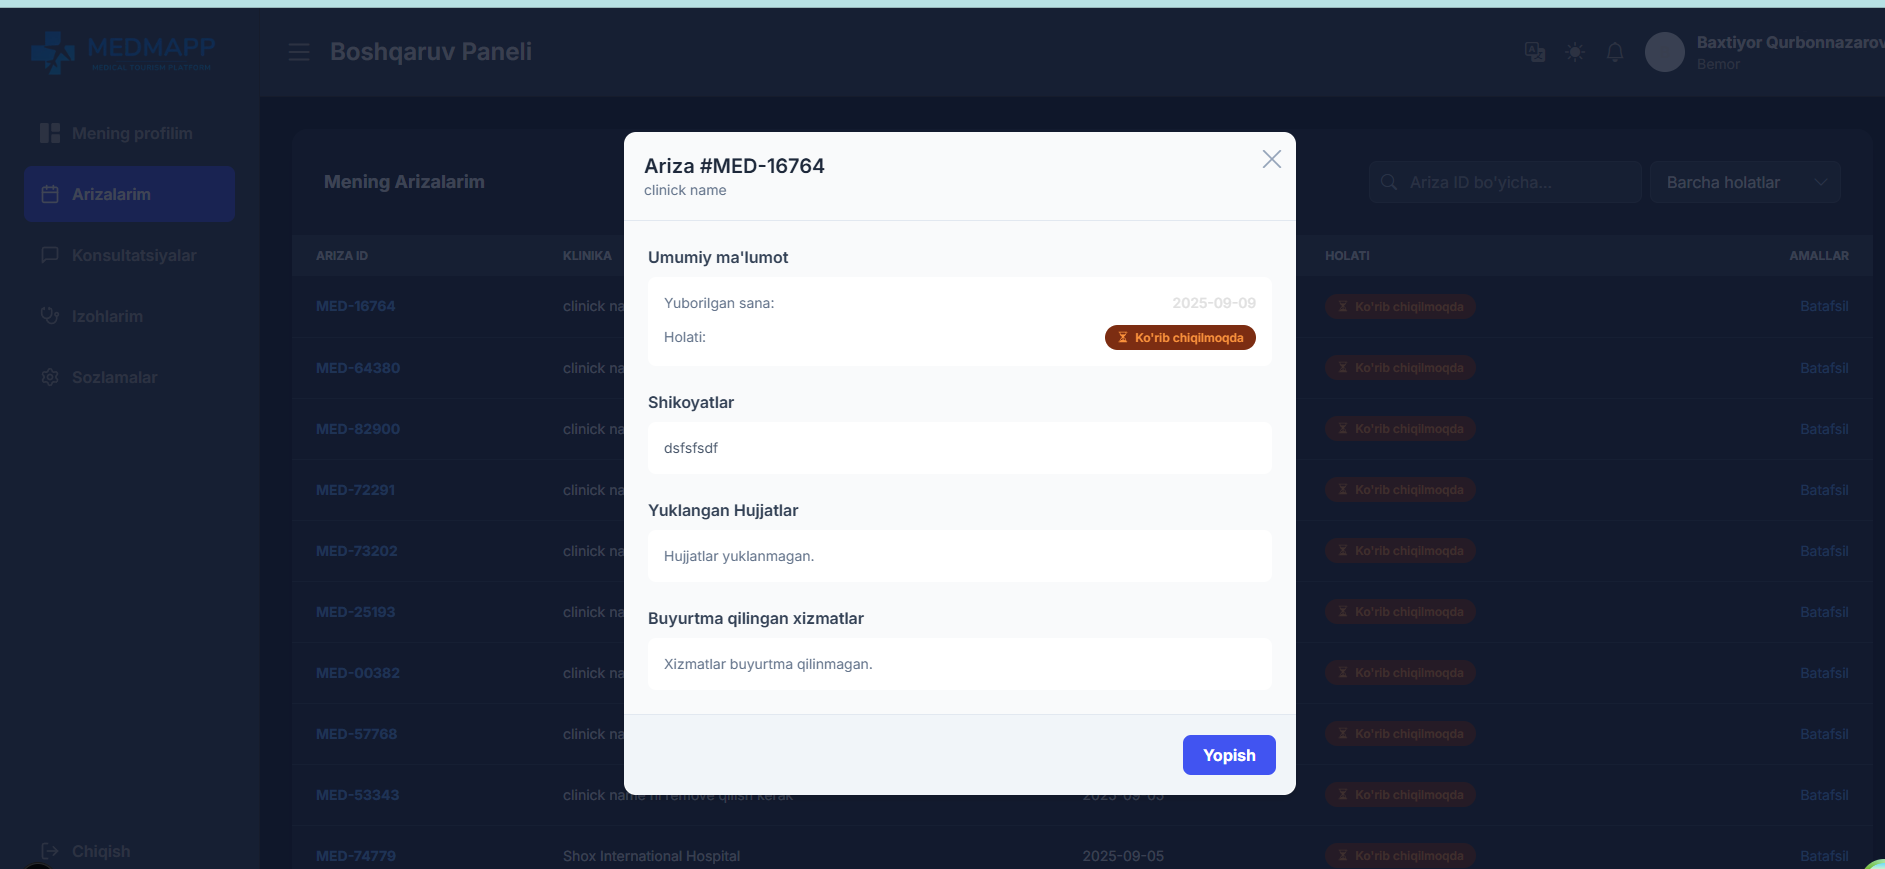 MEDMAPP
MEDICAL TOURISM PLATFORM
Boshqaruv Paneli
Baxtiyor Qurbonnazarov
Bemor
Mening profilim
Arizalarim
Konsultatsiyalar
Izohlarim
Sozlamalar
Chiqish
Mening Arizalarim
Ariza ID bo'yicha...
Barcha holatlar
ARIZA ID KLINIKA HOLATI AMALLAR
MED-16764 clinick na Ko'rib chiqilmoqda Batafsil
MED-64380 clinick na Ko'rib chiqilmoqda Batafsil
MED-82900 clinick na Ko'rib chiqilmoqda Batafsil
MED-72291 clinick na Ko'rib chiqilmoqda Batafsil
MED-73202 clinick na Ko'rib chiqilmoqda Batafsil
MED-25193 clinick na Ko'rib chiqilmoqda Batafsil
MED-00382 clinick na Ko'rib chiqilmoqda Batafsil
MED-57768 clinick na Ko'rib chiqilmoqda Batafsil
MED-53343 clinick name ni remove qilish kerak 2025-09-05 Ko'rib chiqilmoqda Batafsil
MED-74779 Shox International Hospital 2025-09-05 Ko'rib chiqilmoqda Batafsil
Ariza #MED-16764
clinick name
Umumiy ma'lumot
Yuborilgan sana: 2025-09-09
Holati: Ko'rib chiqilmoqda
Shikoyatlar
dsfsfsdf
Yuklangan Hujjatlar
Hujjatlar yuklanmagan.
Buyurtma qilingan xizmatlar
Xizmatlar buyurtma qilinmagan.
Yopish